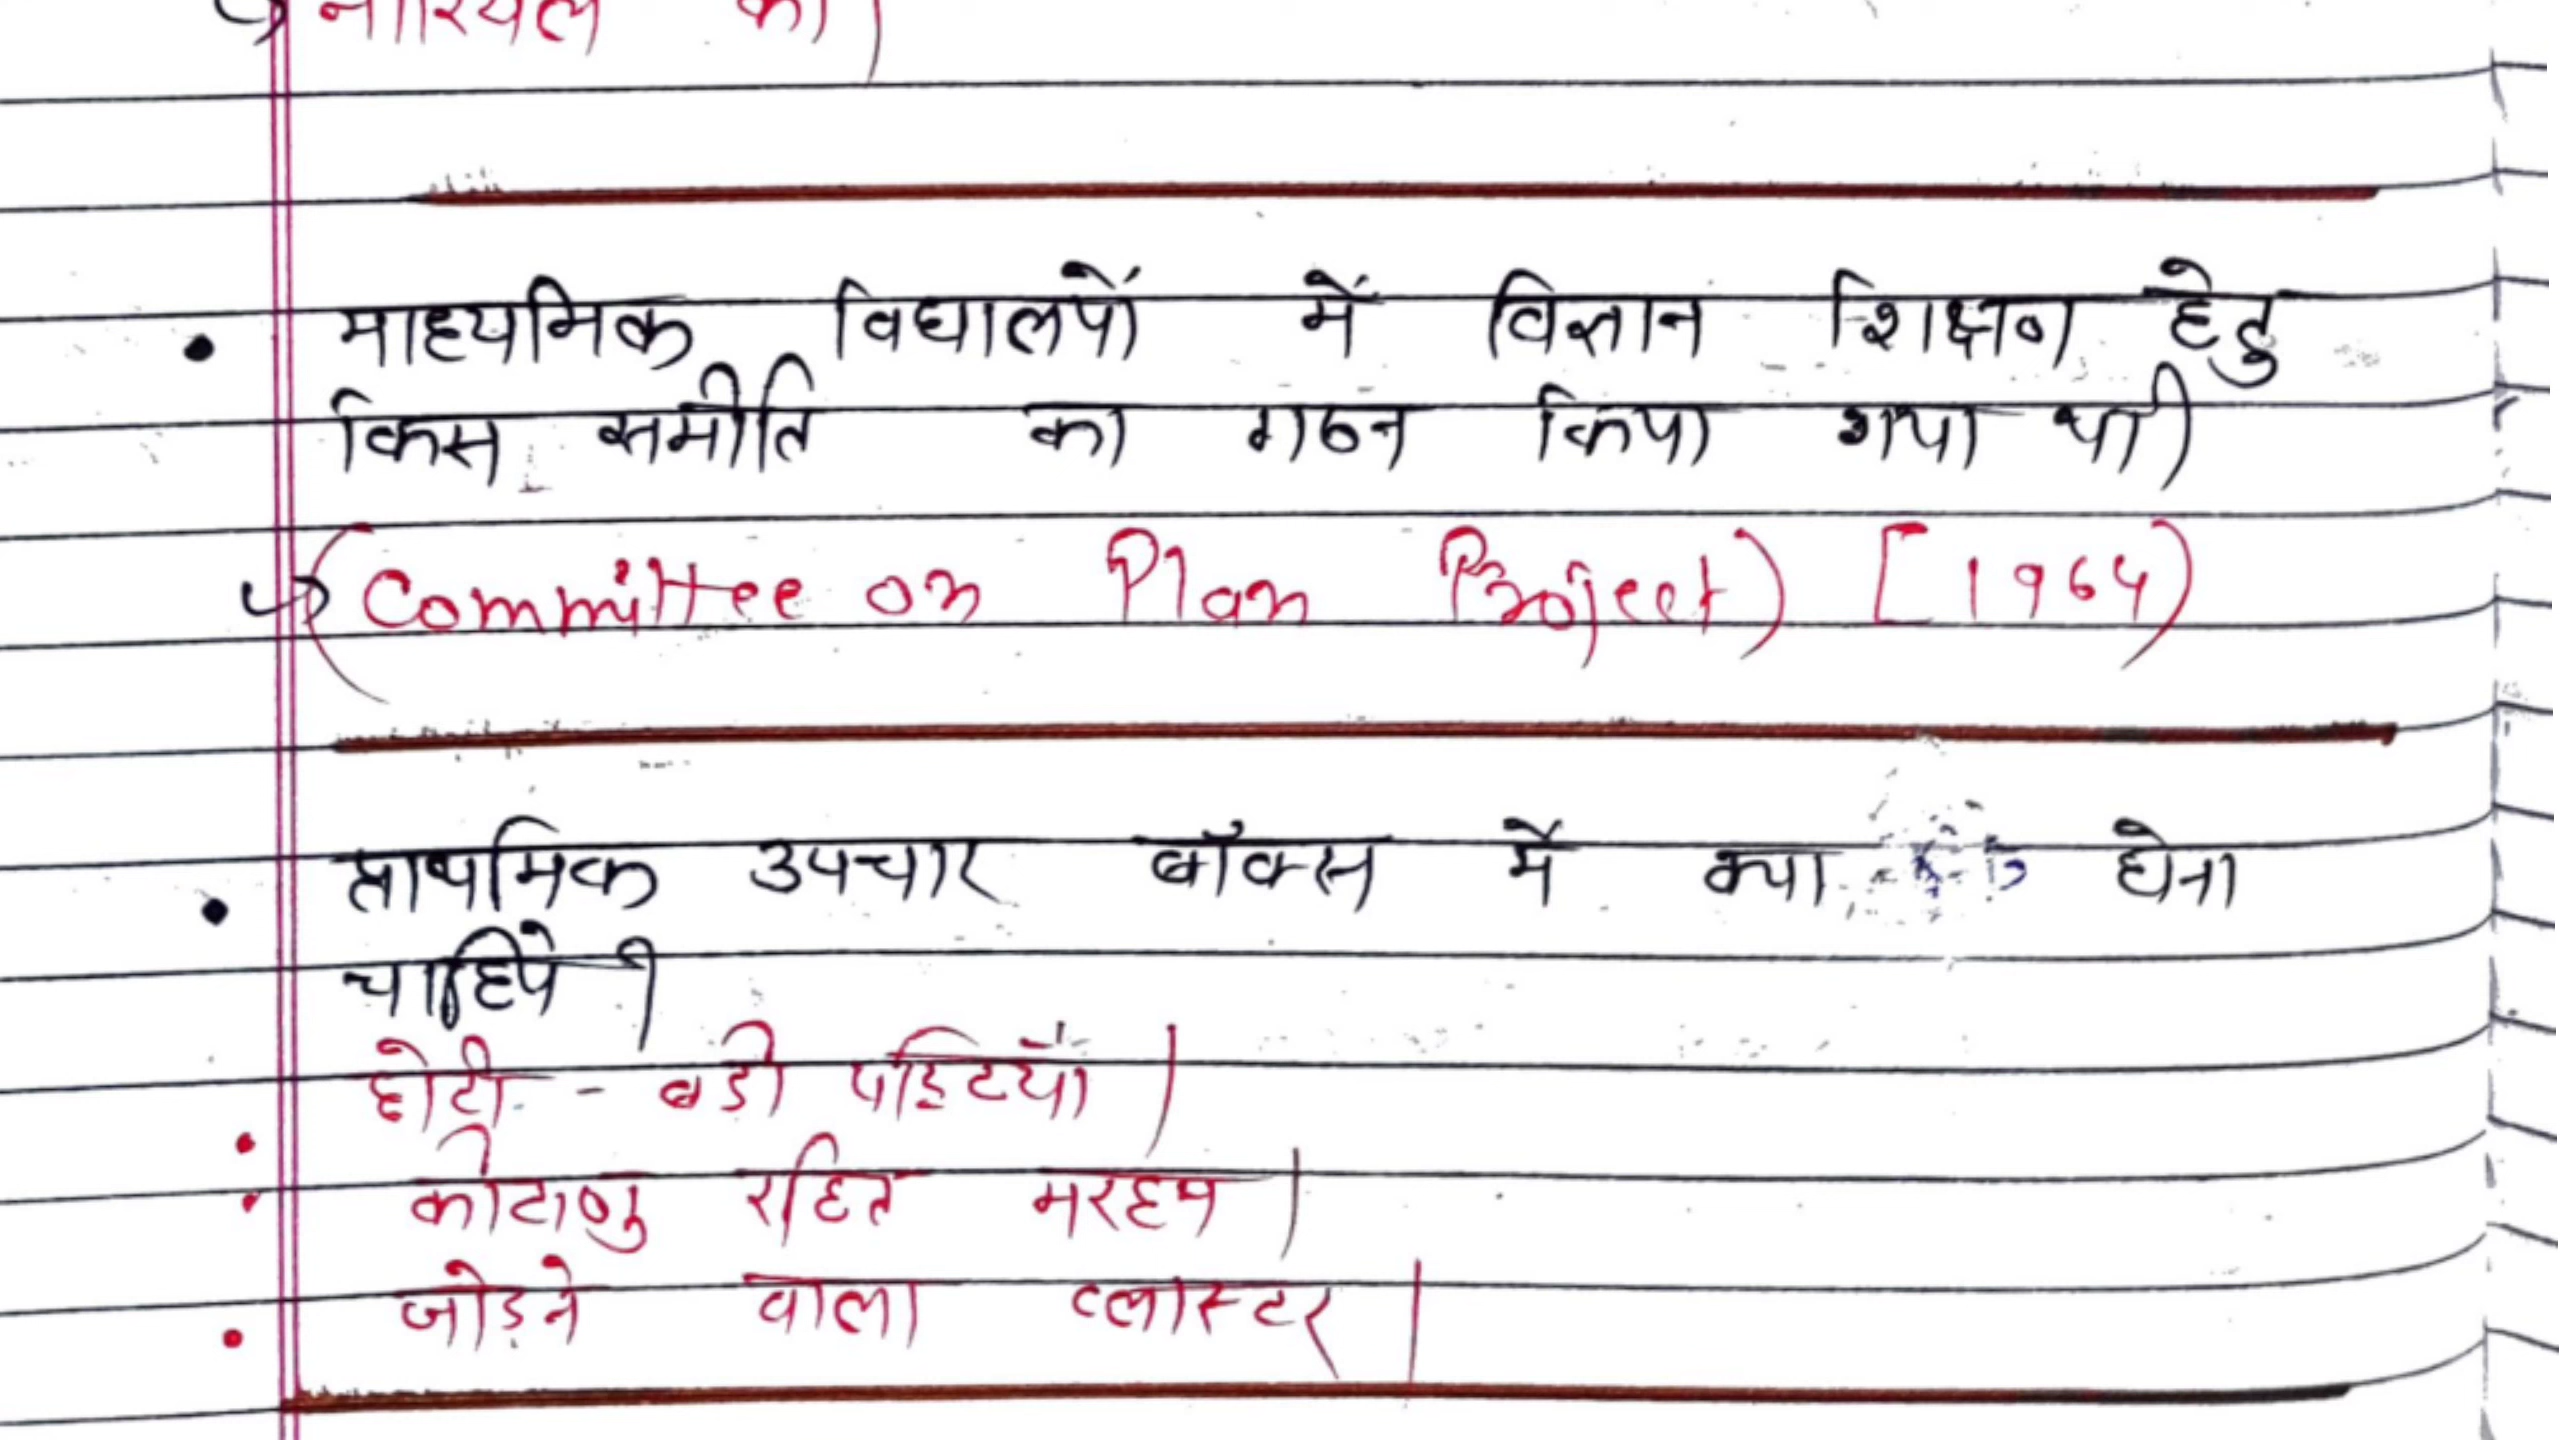 नारियल का|
माध्यमिक विद्यालयों में विज्ञान शिक्षण हेतु
किस समीति का गठन किया गया था
(Committee on Plan Project) [1964)
प्राथमिक उपचार बॉक्स में क्या होना
चाहिये।
छोटी - बडी पट्टियाँ |
कीटाणु रहित मरहम |
जोड़ने वाला प्लास्टर |